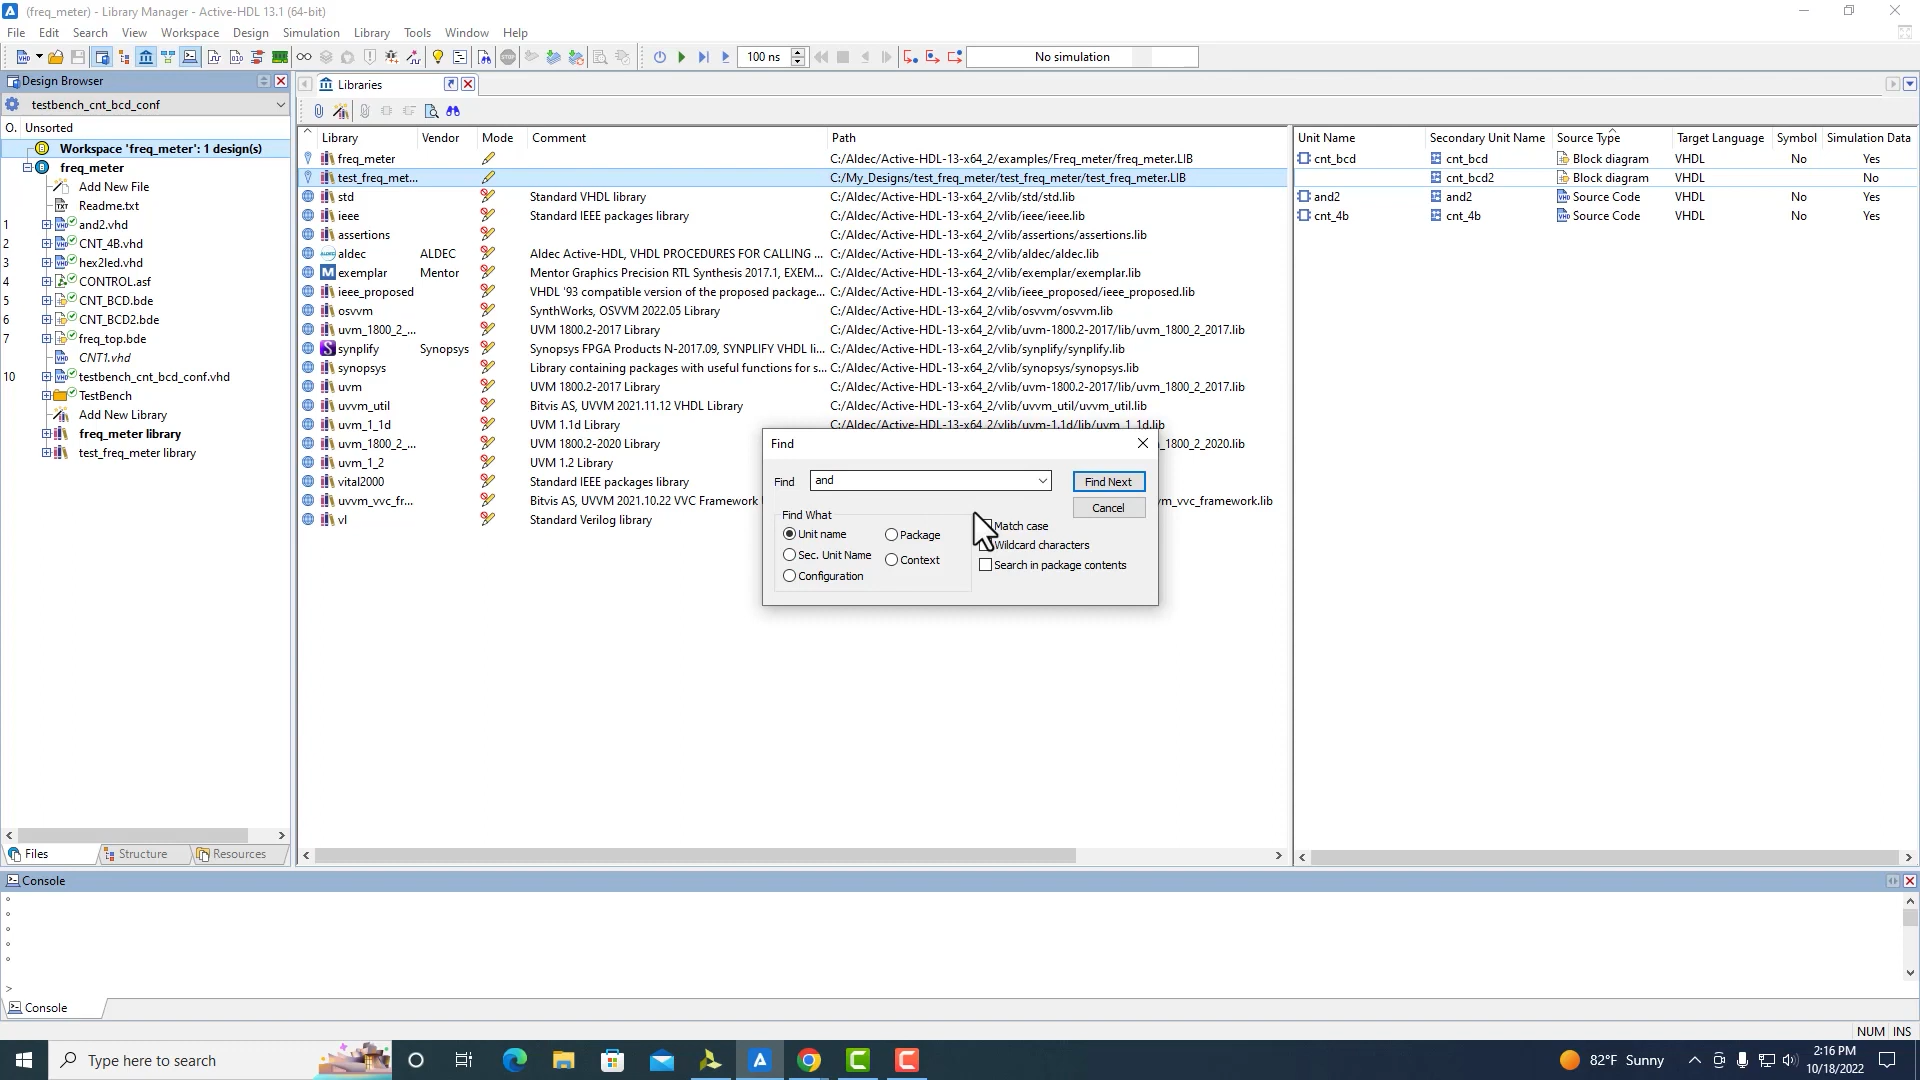 (freq_meter) - Library Manager - Active-HDL 13.1 (64-bit)
File Edit Search View Workspace Design Simulation Library Tools Window Help
100 ns
No simulation
Design Browser
testbench_cnt_bcd_conf
O. Unsorted
Workspace 'freq_meter': 1 design(s)
freq_meter
Add New File
Readme.txt
1 and2.vhd
2 CNT_4B.vhd
3 hex2led.vhd
4 CONTROL.asf
5 CNT_BCD.bde
6 CNT_BCD2.bde
7 freq_top.bde
CNT1.vhd
10 testbench_cnt_bcd_conf.vhd
TestBench
Add New Library
freq_meter library
test_freq_meter library
Files Structure Resources
Libraries
Library Vendor Mode Comment Path
freq_meter C:/Aldec/Active-HDL-13-x64_2/examples/Freq_meter/freq_meter.LIB
test_freq_met... C:/My_Designs/test_freq_meter/test_freq_meter/test_freq_meter.LIB
std Standard VHDL library C:/Aldec/Active-HDL-13-x64_2/vlib/std/std.lib
ieee Standard IEEE packages library C:/Aldec/Active-HDL-13-x64_2/vlib/ieee/ieee.lib
assertions C:/Aldec/Active-HDL-13-x64_2/vlib/assertions/assertions.lib
aldec ALDEC Aldec Active-HDL, VHDL PROCEDURES FOR CALLING ... C:/Aldec/Active-HDL-13-x64_2/vlib/aldec/aldec.lib
exemplar Mentor Mentor Graphics Precision RTL Synthesis 2017.1, EXEM... C:/Aldec/Active-HDL-13-x64_2/vlib/exemplar/exemplar.lib
ieee_proposed VHDL '93 compatible version of the proposed package... C:/Aldec/Active-HDL-13-x64_2/vlib/ieee_proposed/ieee_proposed.lib
osvvm SynthWorks, OSVVM 2022.05 Library C:/Aldec/Active-HDL-13-x64_2/vlib/osvvm/osvvm.lib
uvm_1800_2_... UVM 1800.2-2017 Library C:/Aldec/Active-HDL-13-x64_2/vlib/uvm-1800.2-2017/lib/uvm_1800_2_2017.lib
synplify Synopsys Synopsys FPGA Products N-2017.09, SYNPLIFY VHDL li... C:/Aldec/Active-HDL-13-x64_2/vlib/synplify/synplify.lib
synopsys Library containing packages with useful functions for s... C:/Aldec/Active-HDL-13-x64_2/vlib/synopsys/synopsys.lib
uvm UVM 1800.2-2017 Library C:/Aldec/Active-HDL-13-x64_2/vlib/uvm-1800.2-2017/lib/uvm_1800_2_2017.lib
uvvm_util Bitvis AS, UVVM 2021.11.12 VHDL Library C:/Aldec/Active-HDL-13-x64_2/vlib/uvvm_util/uvvm_util.lib
uvm_1_1d UVM 1.1d Library C:/Aldec/Active-HDL-13-x64_2/vlib/uvm-1.1d/lib/uvm_1_1d.lib
uvm_1800_2_... UVM 1800.2-2020 Library _1800_2_2020.lib
uvm_1_2 UVM 1.2 Library
vital2000 Standard IEEE packages library
uvvm_vvc_fr... Bitvis AS, UVVM 2021.10.22 VVC Framework vm_vvc_framework.lib
vl Standard Verilog library
Unit Name Secondary Unit Name Source Type Target Language Symbol Simulation Data
cnt_bcd cnt_bcd Block diagram VHDL No Yes
cnt_bcd2 Block diagram VHDL No
and2 and2 Source Code VHDL No Yes
cnt_4b cnt_4b Source Code VHDL No Yes
Find
Find and Find Next
Cancel
Find What
Unit name
Sec. Unit Name
Configuration
Package
Context
Match case
Wildcard characters
Search in package contents
Console
>
Console
NUM INS
Type here to search
82°F Sunny
2:16 PM
10/18/2022